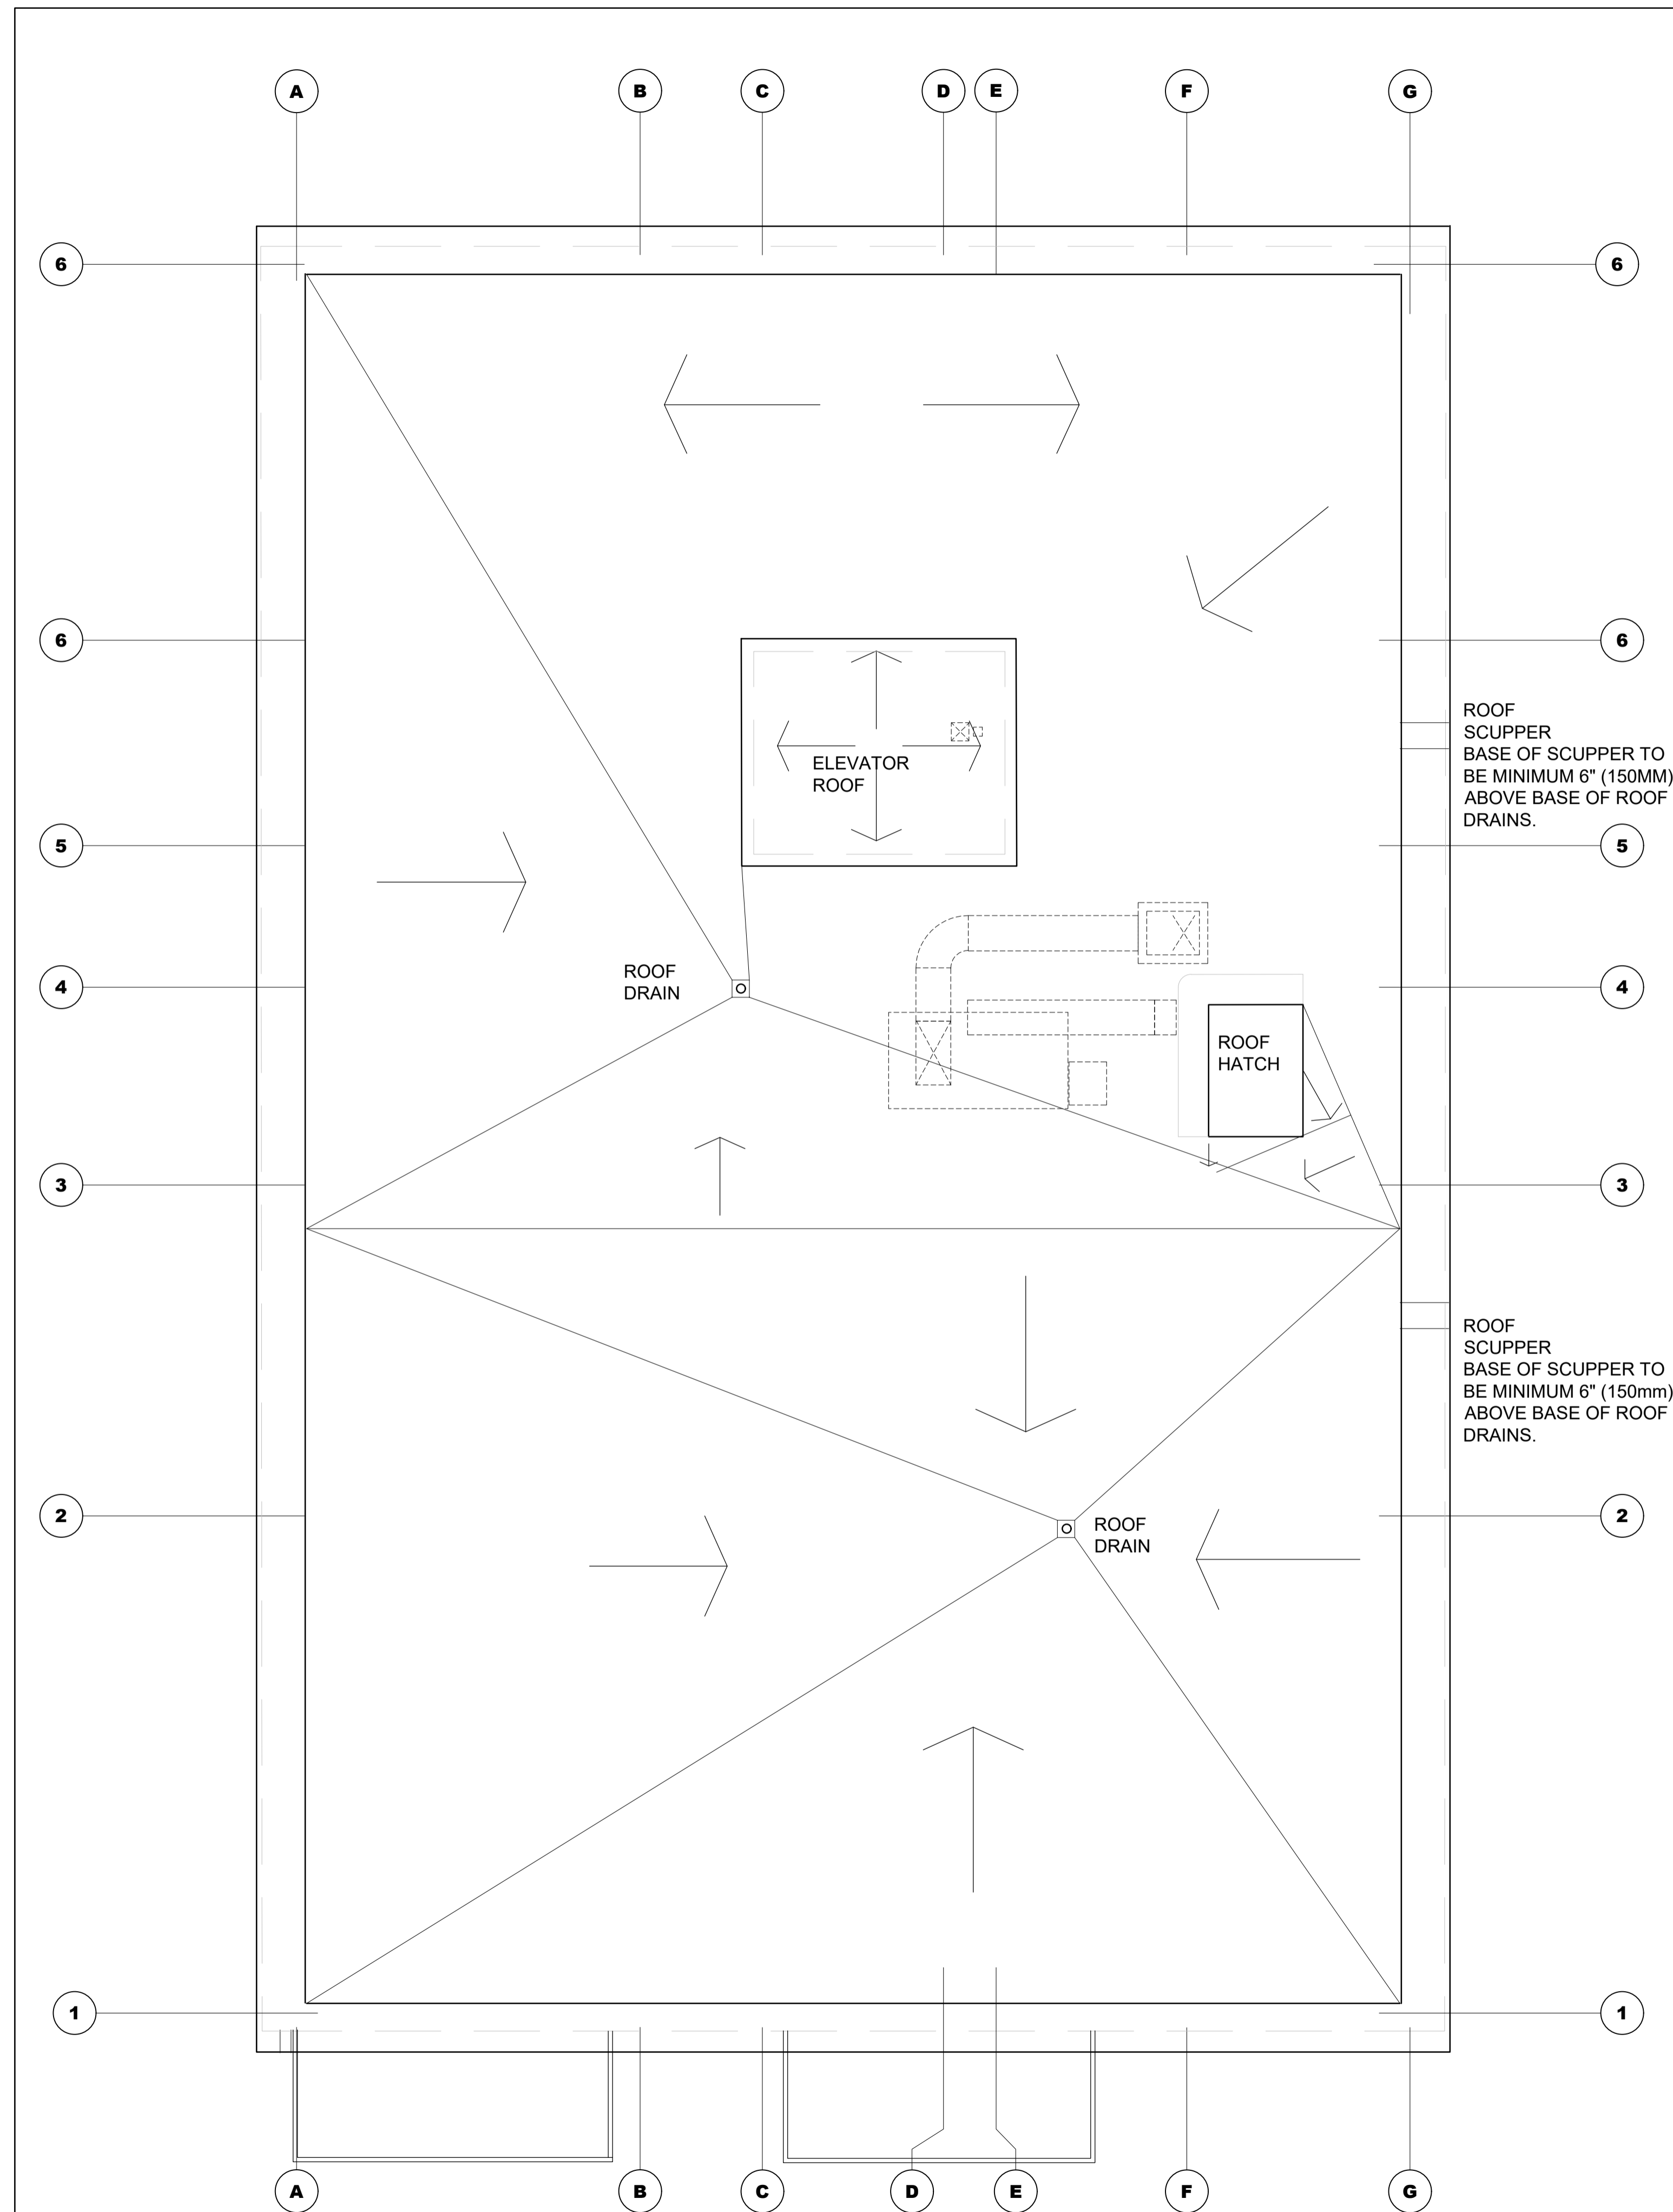 A B C D E F G
6 6
6 6
ROOF
SCUPPER
BASE OF SCUPPER TO
BE MINIMUM 6" (150MM)
ABOVE BASE OF ROOF
DRAINS.
ELEVATOR
ROOF
5 5
ROOF
DRAIN
4 4
ROOF
HATCH
3 3
ROOF
SCUPPER
BASE OF SCUPPER TO
BE MINIMUM 6" (150mm)
ABOVE BASE OF ROOF
DRAINS.
2 2
ROOF
DRAIN
1 1
A B C D E F G